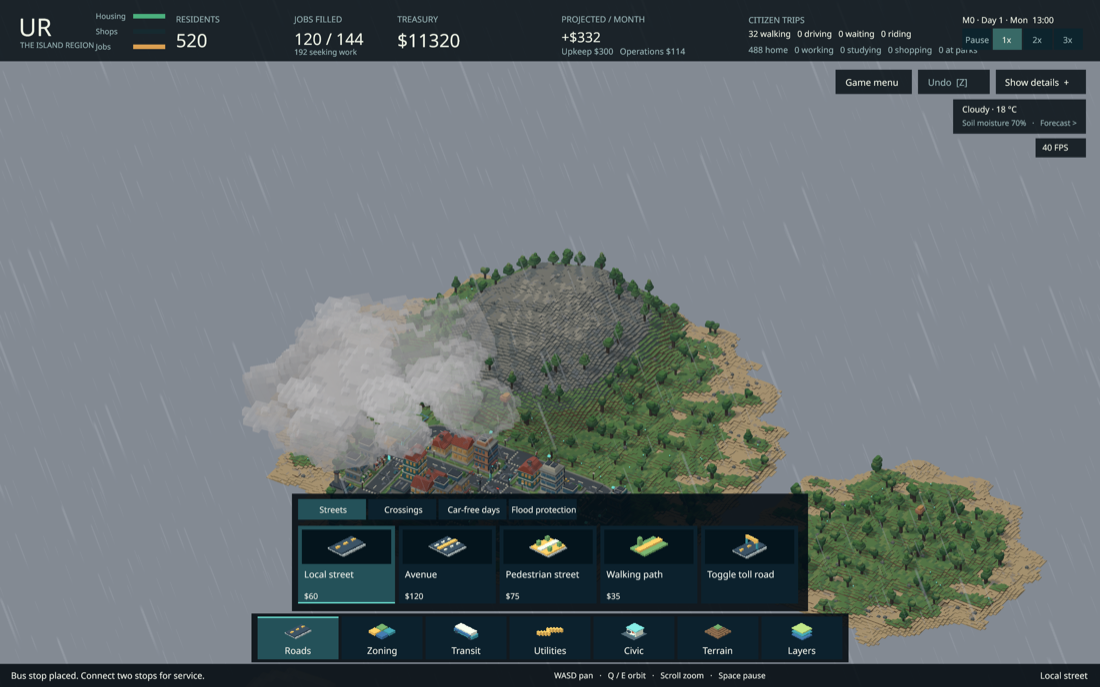 UR
THE ISLAND REGION
Housing
Shops
Jobs
RESIDENTS
520
JOBS FILLED
120 / 144
192 seeking work
TREASURY
$11320
PROJECTED / MONTH
+$332
Upkeep $300 Operations $114
CITIZEN TRIPS
32 walking 0 driving 0 waiting 0 riding
488 home 0 working 0 studying 0 shopping 0 at parks
M0 · Day 1 · Mon 13:00
Pause 1x 2x 3x
Game menu
Undo [Z]
Show details +
Cloudy · 18 °C
Soil moisture 70% · Forecast >
40 FPS
Streets Crossings Car-free days Flood protection
Local street Avenue Pedestrian street Walking path Toggle toll road
$60 $120 $75 $35
Roads Zoning Transit Utilities Civic Terrain Layers
Bus stop placed. Connect two stops for service.
WASD pan · Q / E orbit · Scroll zoom · Space pause
Local street